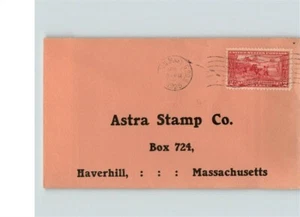 Astra Stamp Co.
Box 724,
Haverhill, : : : Massachusetts